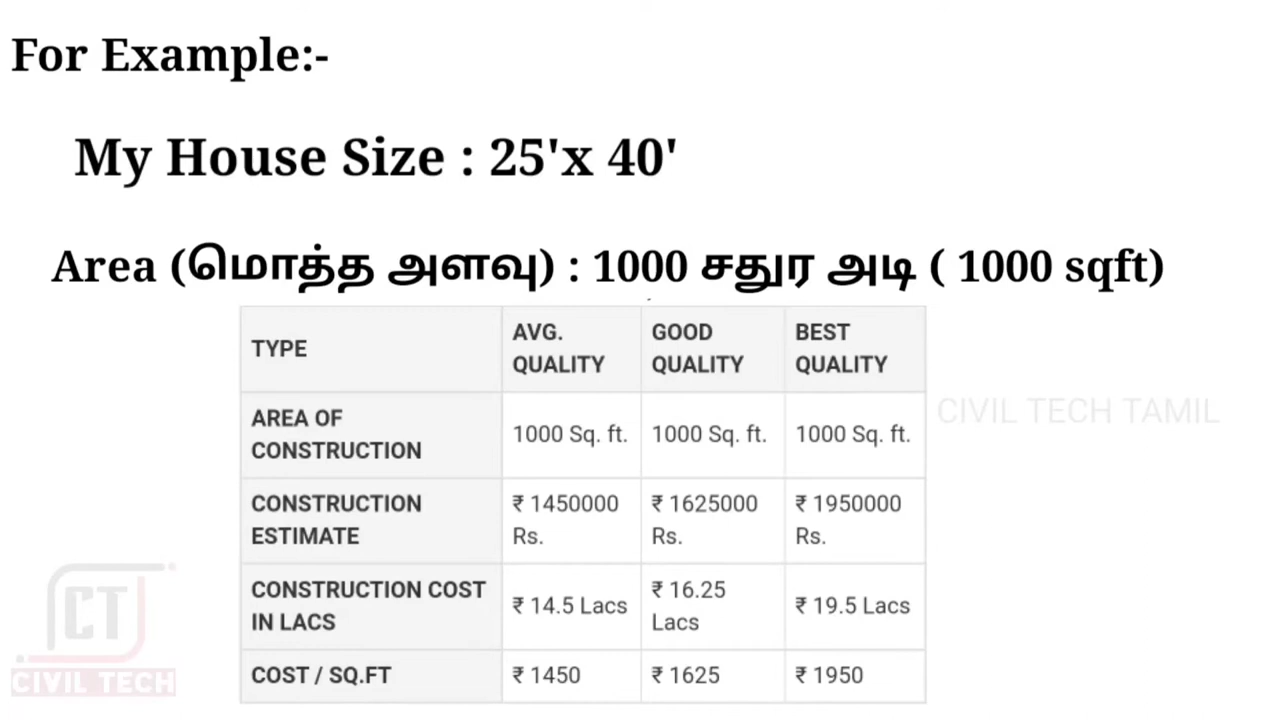 For Example:-
My House Size : 25'x 40'
Area (மொத்த அளவு) : 1000 சதுர அடி ( 1000 sqft)
TYPE
AVG.
QUALITY
GOOD
QUALITY
BEST
QUALITY
AREA OF
CONSTRUCTION
1000 Sq. ft.
1000 Sq. ft.
1000 Sq. ft.
CONSTRUCTION
ESTIMATE
₹ 1450000
Rs.
₹ 1625000
Rs.
₹ 1950000
Rs.
CONSTRUCTION COST
IN LACS
₹ 14.5 Lacs
₹ 16.25
Lacs
₹ 19.5 Lacs
COST / SQ.FT
₹ 1450
₹ 1625
₹ 1950
CIVIL TECH TAMIL
CT
CIVIL TECH